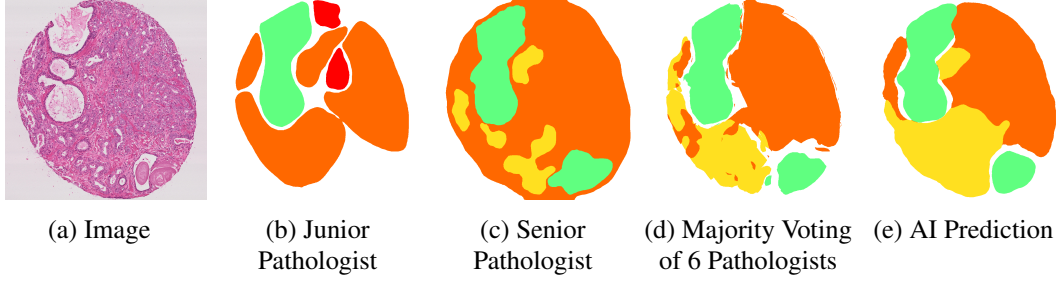 (a) Image
(b) Junior
Pathologist
(c) Senior
Pathologist
(d) Majority Voting
of 6 Pathologists
(e) AI Prediction